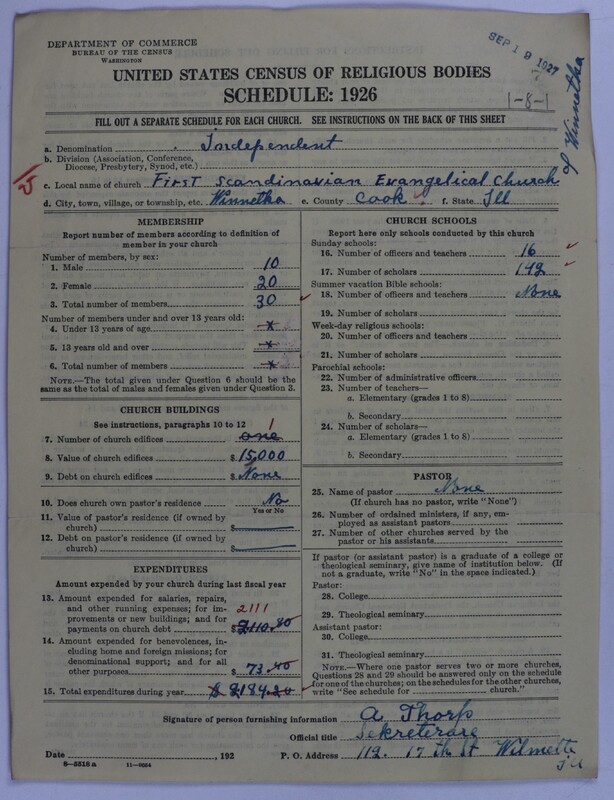 DEPARTMENT OF COMMERCE
BUREAU OF THE CENSUS
WASHINGTON
SEP 19 1927
UNITED STATES CENSUS OF RELIGIOUS BODIES
SCHEDULE: 1926
1-8-1
of Winnetka
FILL OUT A SEPARATE SCHEDULE FOR EACH CHURCH. SEE INSTRUCTIONS ON THE BACK OF THIS SHEET
a. Denomination Independent
b. Division (Association, Conference,
Diocese, Presbytery, Synod, etc.)
c. Local name of church First Scandinavian Evangelical Church
d. City, town, village, or township, etc. Winnetka e. County Cook f. State Ill
MEMBERSHIP
Report number of members according to definition of
member in your church
Number of members, by sex:
1. Male 10
2. Female 20
3. Total number of members 30
Number of members under and over 13 years old:
4. Under 13 years of age x
5. 13 years old and over x
6. Total number of members x
NOTE.—The total given under Question 6 should be the
same as the total of males and females given under Question 3.
CHURCH BUILDINGS
See instructions, paragraphs 10 to 12
7. Number of church edifices one 1
8. Value of church edifices $15,000
9. Debt on church edifices $None
10. Does church own pastor's residence No
Yes or No
11. Value of pastor's residence (if owned by
church) $
12. Debt on pastor's residence (if owned by
church) $
EXPENDITURES
Amount expended by your church during last fiscal year
13. Amount expended for salaries, repairs,
and other running expenses; for im-
provements or new buildings; and for
payments on church debt 2111 $2110.80
14. Amount expended for benevolences, in-
cluding home and foreign missions; for
denominational support; and for all
other purposes 73.40
15. Total expenditures during year $ 2184.20
CHURCH SCHOOLS
Report here only schools conducted by this church
Sunday schools:
16. Number of officers and teachers 16
17. Number of scholars 142
Summer vacation Bible schools:
18. Number of officers and teachers None
19. Number of scholars
Week-day religious schools:
20. Number of officers and teachers
21. Number of scholars
Parochial schools:
22. Number of administrative officers
23. Number of teachers—
a. Elementary (grades 1 to 8)
b. Secondary
24. Number of scholars—
a. Elementary (grades 1 to 8)
b. Secondary
PASTOR
25. Name of pastor None
(If church has no pastor, write "None")
26. Number of ordained ministers, if any, em-
ployed as assistant pastors
27. Number of other churches served by the
pastor or his assistants
If pastor (or assistant pastor) is a graduate of a college or
theological seminary, give name of institution below. (If
not a graduate, write "No" in the space indicated.)
Pastor:
28. College
29. Theological seminary
Assistant pastor:
30. College
31. Theological seminary
NOTE.—Where one pastor serves two or more churches,
Questions 28 and 29 should be answered only on the schedule
for one of the churches; on the schedules for the other churches,
write "See schedule for church."
Signature of person furnishing information A Thorp
Official title Sekreterare
Date , 192 P. O. Address 112. 17th St Wilmette
Ill
8—5518 a 11—9664